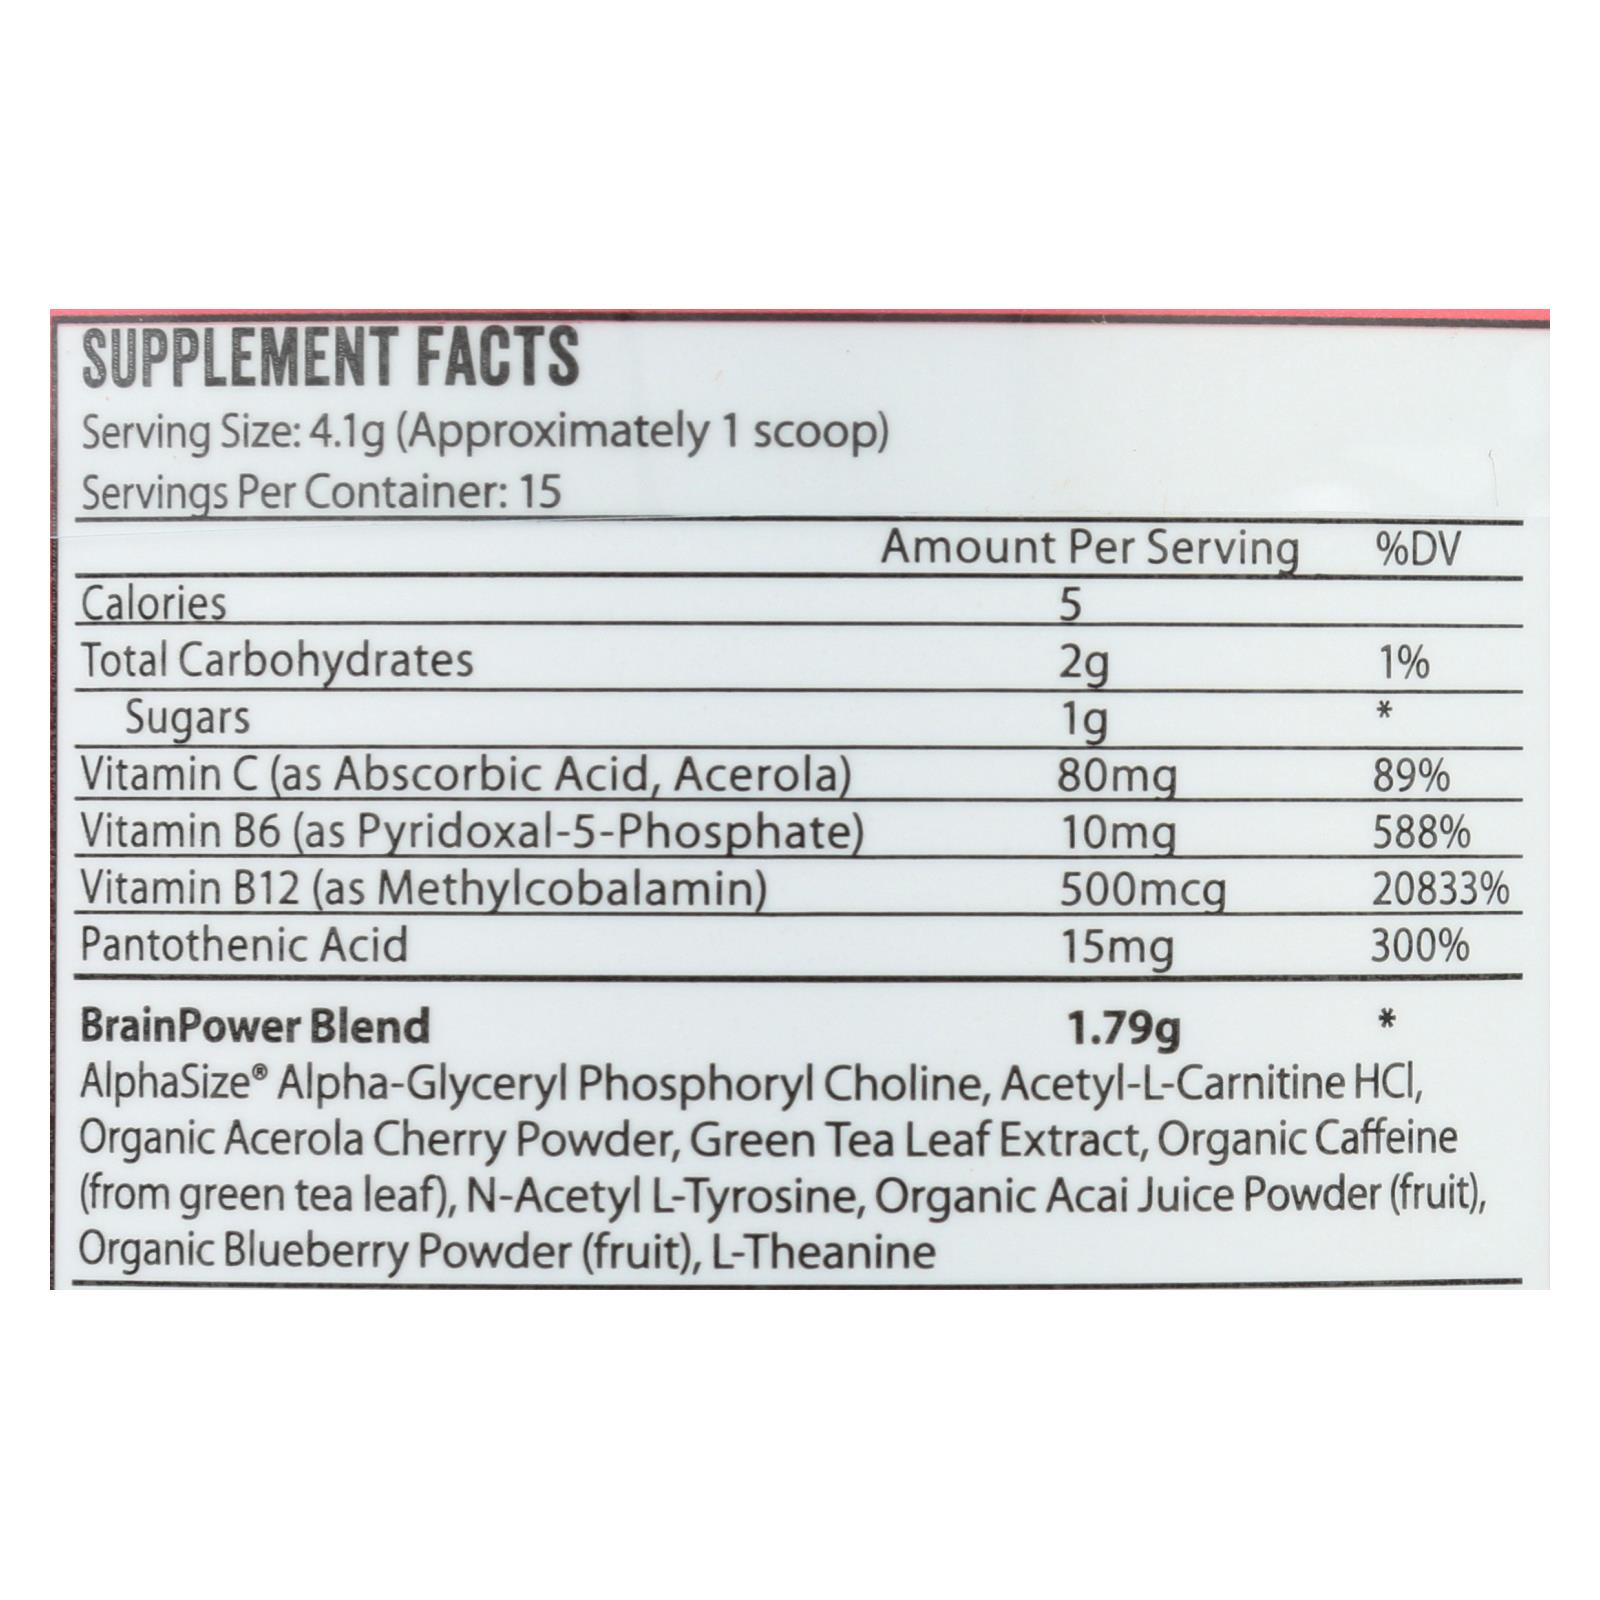 SUPPLEMENT FACTS
Serving Size: 4.1g (Approximately 1 scoop)
Servings Per Container: 15
Amount Per Serving %DV
Calories 5
Total Carbohydrates 2g 1%
Sugars 1g *
Vitamin C (as Abscorbic Acid, Acerola) 80mg 89%
Vitamin B6 (as Pyridoxal-5-Phosphate) 10mg 588%
Vitamin B12 (as Methylcobalamin) 500mcg 20833%
Pantothenic Acid 15mg 300%
BrainPower Blend 1.79g *
AlphaSize® Alpha-Glyceryl Phosphoryl Choline, Acetyl-L-Carnitine HCl,
Organic Acerola Cherry Powder, Green Tea Leaf Extract, Organic Caffeine
(from green tea leaf), N-Acetyl L-Tyrosine, Organic Acai Juice Powder (fruit),
Organic Blueberry Powder (fruit), L-Theanine